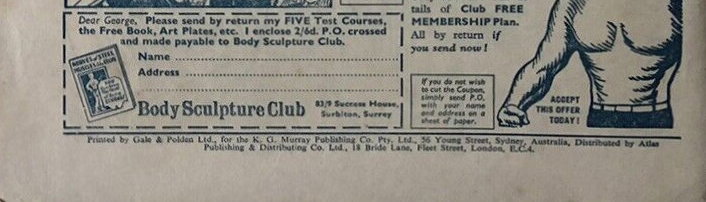 Dear George, Please send by return my FIVE Test Courses,
the Free Book, Art Plates, etc. I enclose 2/6d. P.O. crossed
and made payable to Body Sculpture Club.
Name
Address
Body Sculpture Club
83/9 Success House,
Surbiton, Surrey
tails of Club FREE
MEMBERSHIP Plan.
All by return if
you send now!
If you do not wish
to cut the Coupon,
simply send P.O.
with your name
and address on a
sheet of paper.
ACCEPT
THIS OFFER
TODAY!
Printed by Gale & Polden Ltd., for the K. G. Murray Publishing Co. Pty. Ltd., 56 Young Street, Sydney, Australia, Distributed by Atlas
Publishing & Distributing Co. Ltd., 18 Bride Lane, Fleet Street, London, E.C.4.